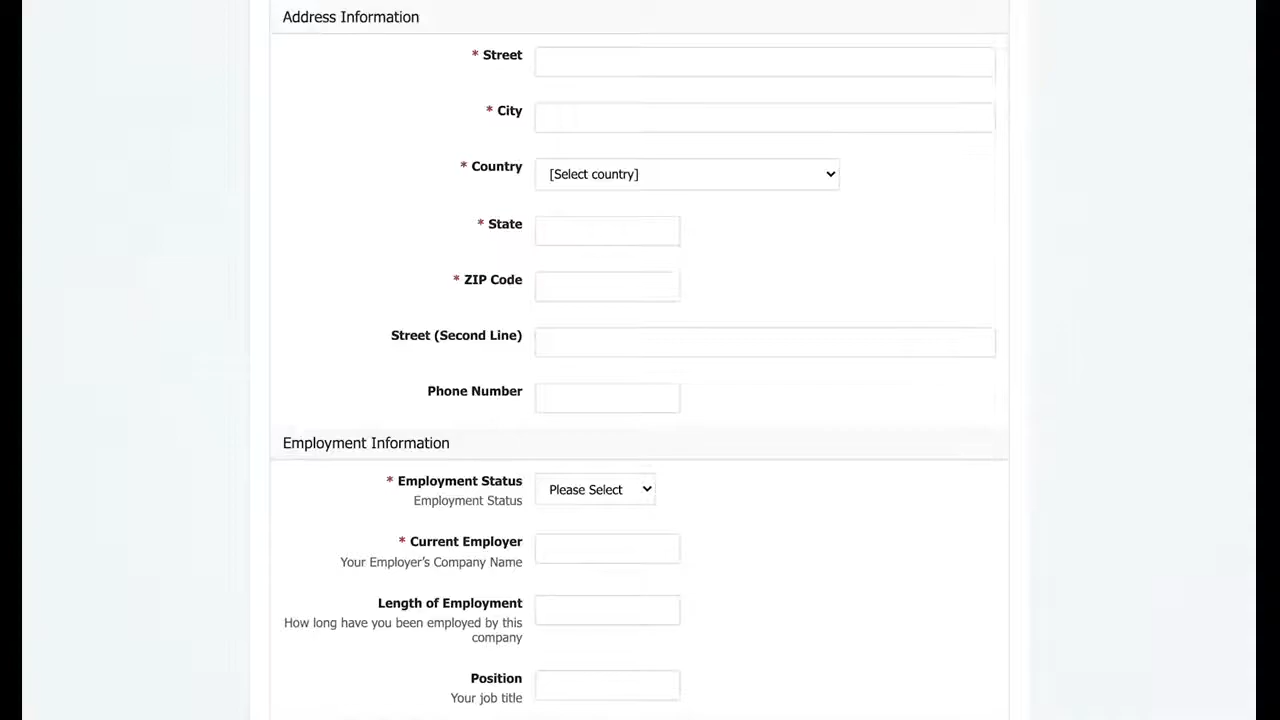 Address Information
* Street
* City
* Country [Select country]
* State
* ZIP Code
Street (Second Line)
Phone Number
Employment Information
* Employment Status Please Select
Employment Status
* Current Employer
Your Employer’s Company Name
Length of Employment
How long have you been employed by this
company
Position
Your job title